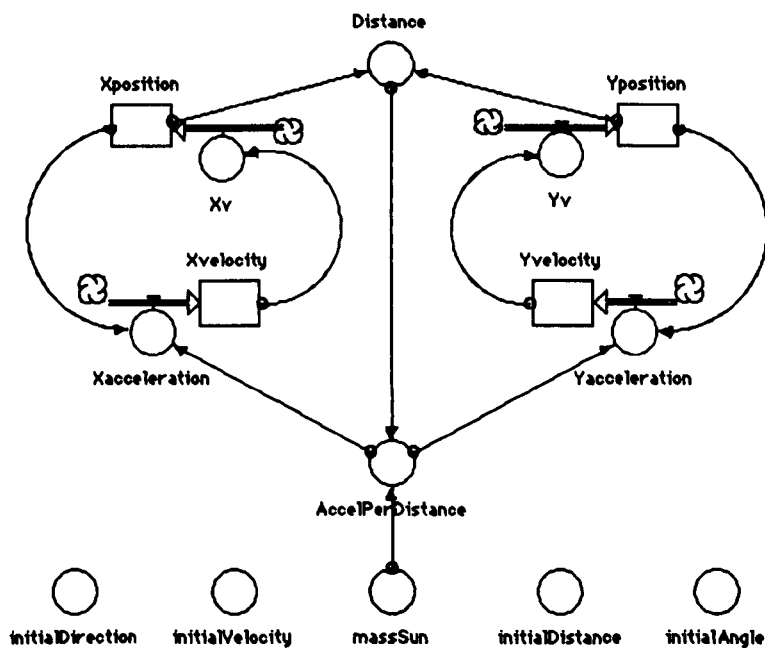 Distance
Xposition
Yposition
Xv
Yv
Xvelocity
Yvelocity
Xacceleration
Yacceleration
AccelPerDistance
initialDirection
initialVelocity
massSun
initialDistance
initialAngle